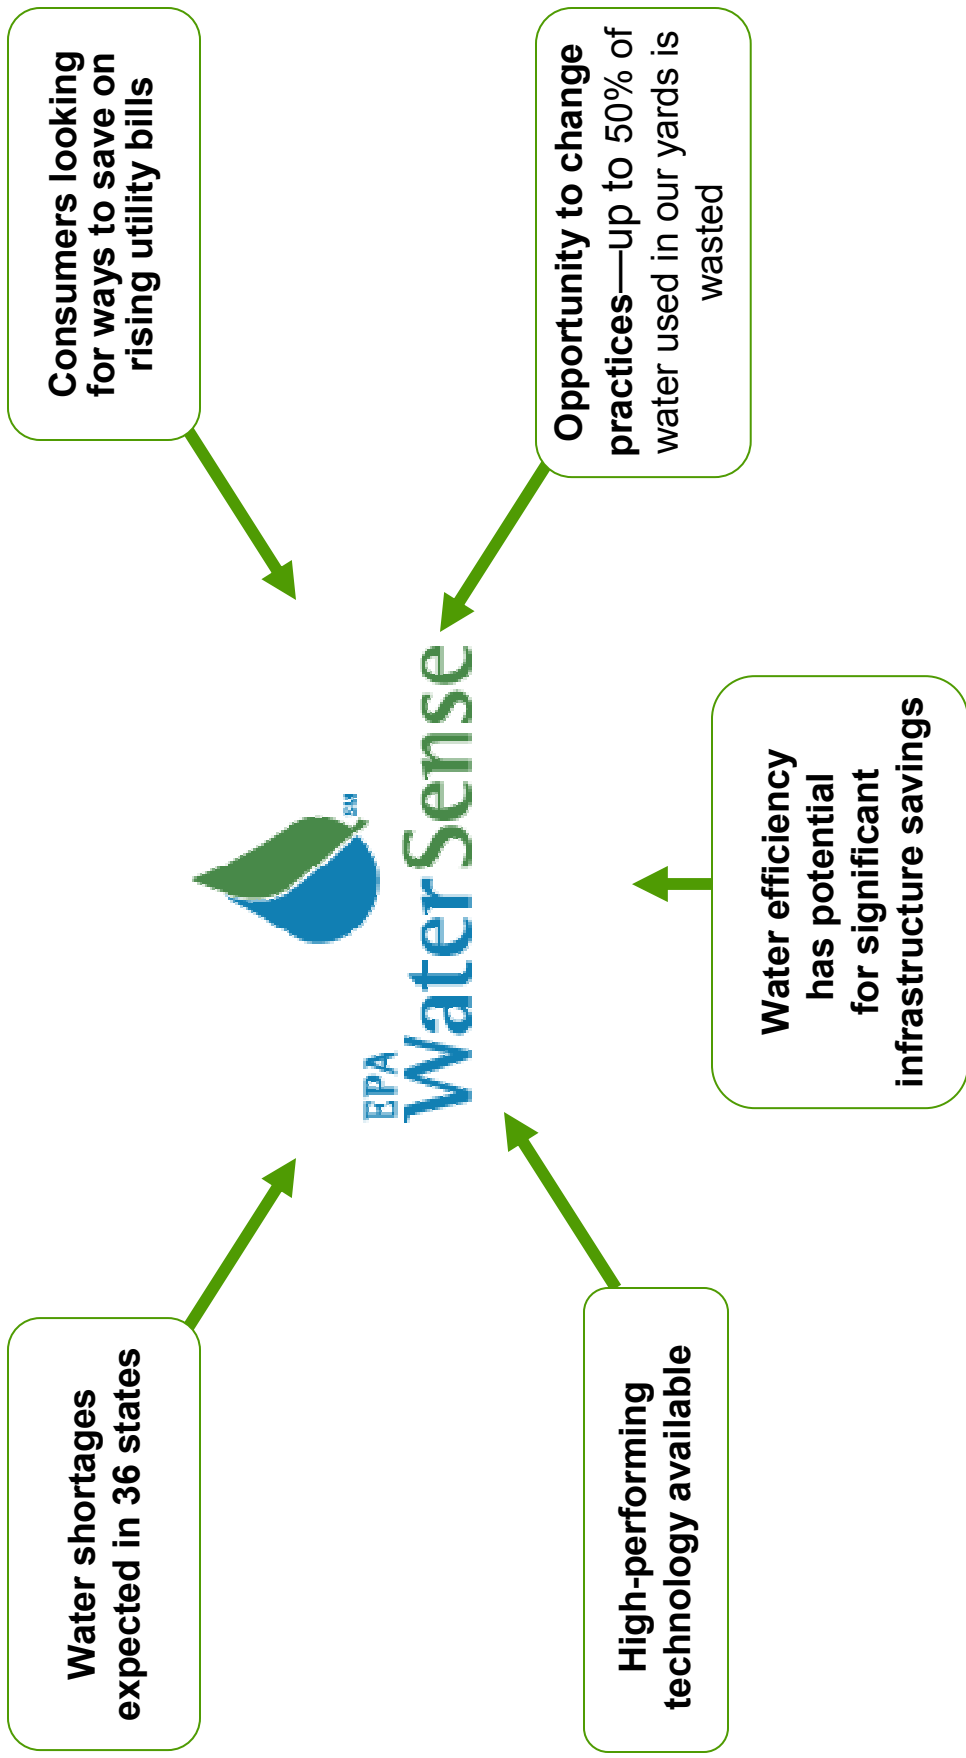 Water shortages
expected in 36 states
Consumers looking
for ways to save on
rising utility bills
SM
EPA
WaterSense
High-performing
technology available
Opportunity to change
practices—up to 50% of
water used in our yards is
wasted
Water efficiency
has potential
for significant
infrastructure savings